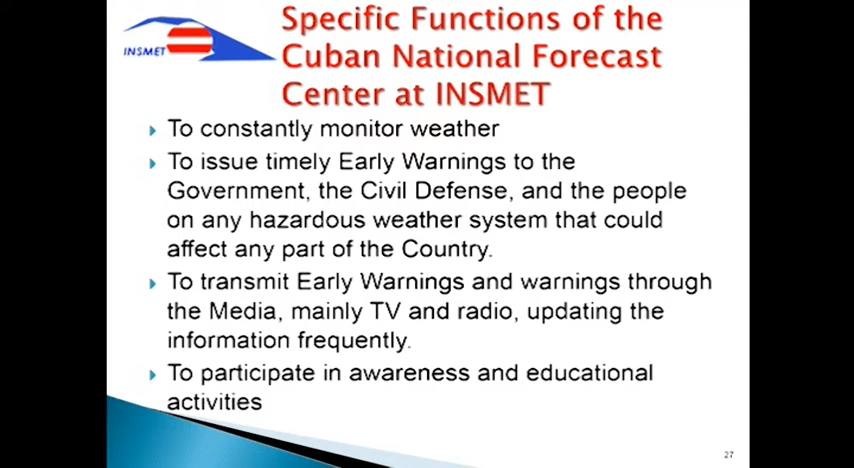 INSMET
Specific Functions of the
Cuban National Forecast
Center at INSMET
To constantly monitor weather
To issue timely Early Warnings to the
Government, the Civil Defense, and the people
on any hazardous weather system that could
affect any part of the Country.
To transmit Early Warnings and warnings through
the Media, mainly TV and radio, updating the
information frequently.
To participate in awareness and educational
activities
27